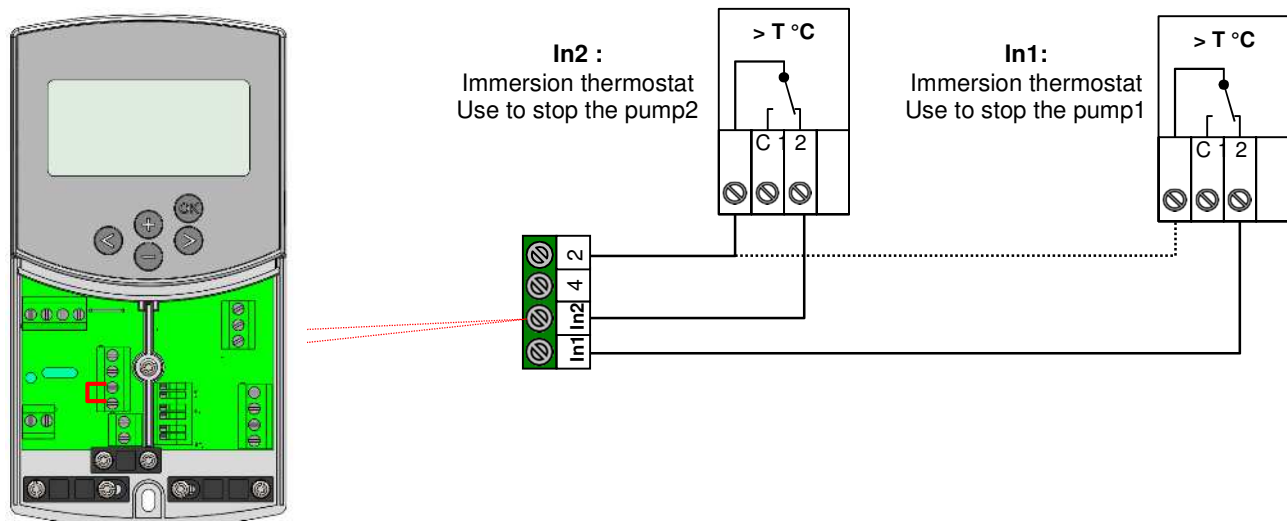 In2 :
Immersion thermostat
Use to stop the pump2
> T °C
C 1 2
In1:
Immersion thermostat
Use to stop the pump1
> T °C
C 1 2
OK
+
<
>
−
2
4
In2
In1